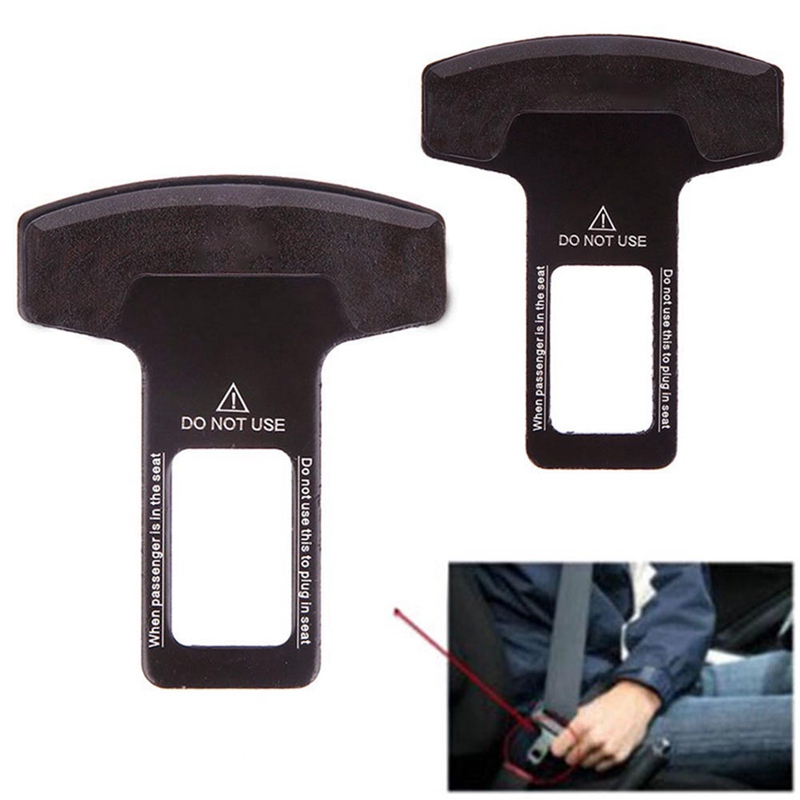 DO NOT USE
When passenger is in the seat
Do not use this to plug in seat
DO NOT USE
When passenger is in the seat
Do not use this to plug in seat